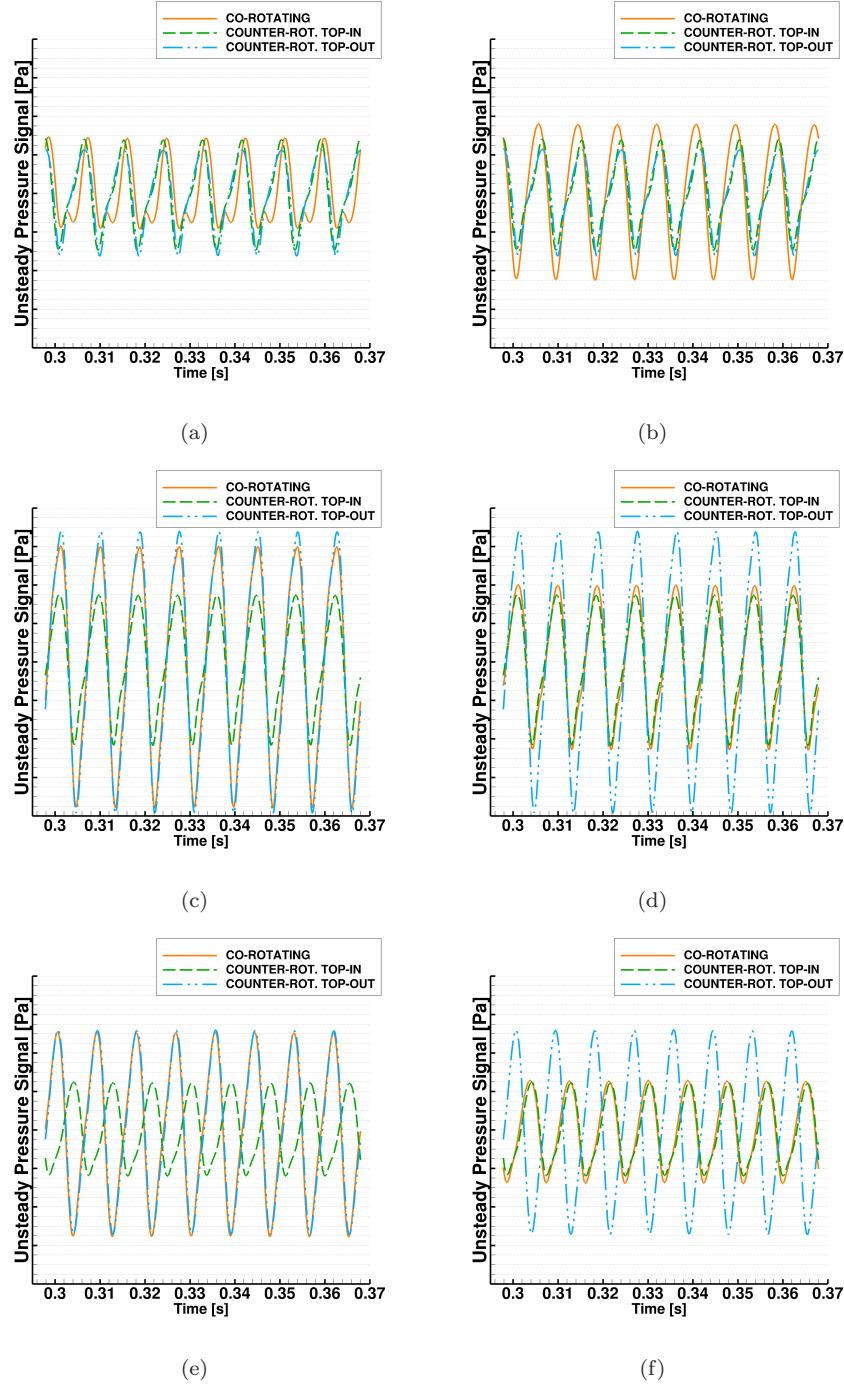 CO-ROTATING
COUNTER-ROT. TOP-IN
COUNTER-ROT. TOP-OUT
Unsteady Pressure Signal [Pa]
0.3 0.31 0.32 0.33 0.34 0.35 0.36 0.37
Time [s]
(a)
CO-ROTATING
COUNTER-ROT. TOP-IN
COUNTER-ROT. TOP-OUT
Unsteady Pressure Signal [Pa]
0.3 0.31 0.32 0.33 0.34 0.35 0.36 0.37
Time [s]
(b)
CO-ROTATING
COUNTER-ROT. TOP-IN
COUNTER-ROT. TOP-OUT
Unsteady Pressure Signal [Pa]
0.3 0.31 0.32 0.33 0.34 0.35 0.36 0.37
Time [s]
(c)
CO-ROTATING
COUNTER-ROT. TOP-IN
COUNTER-ROT. TOP-OUT
Unsteady Pressure Signal [Pa]
0.3 0.31 0.32 0.33 0.34 0.35 0.36 0.37
Time [s]
(d)
CO-ROTATING
COUNTER-ROT. TOP-IN
COUNTER-ROT. TOP-OUT
Unsteady Pressure Signal [Pa]
0.3 0.31 0.32 0.33 0.34 0.35 0.36 0.37
Time [s]
(e)
CO-ROTATING
COUNTER-ROT. TOP-IN
COUNTER-ROT. TOP-OUT
Unsteady Pressure Signal [Pa]
0.3 0.31 0.32 0.33 0.34 0.35 0.36 0.37
Time [s]
(f)